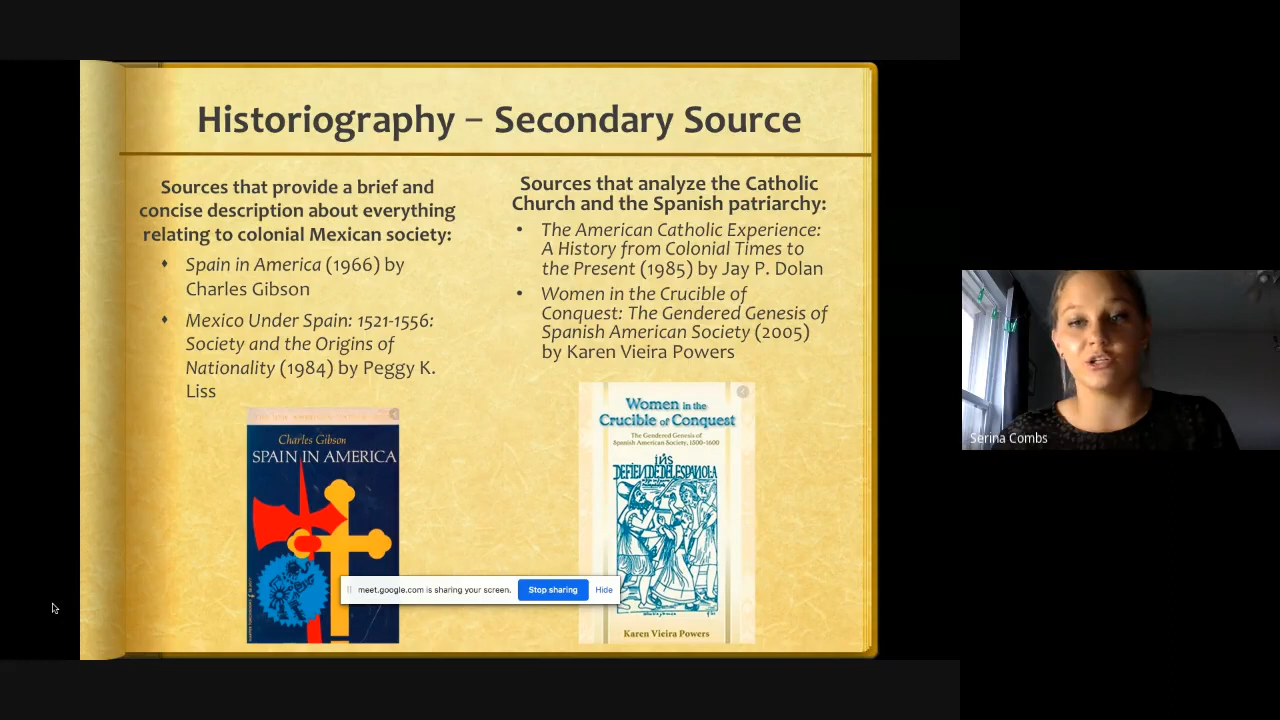 Historiography – Secondary Source
Sources that provide a brief and
concise description about everything
relating to colonial Mexican society:
Spain in America (1966) by
Charles Gibson
Mexico Under Spain: 1521-1556:
Society and the Origins of
Nationality (1984) by Peggy K.
Liss
Sources that analyze the Catholic
Church and the Spanish patriarchy:
The American Catholic Experience:
A History from Colonial Times to
the Present (1985) by Jay P. Dolan
Women in the Crucible of
Conquest: The Gendered Genesis of
Spanish American Society (2005)
by Karen Vieira Powers
Charles Gibson
SPAIN IN AMERICA
Women in the
Crucible of Conquest
The Gendered Genesis of
Spanish American Society, 1500-1600
Karen Vieira Powers
meet.google.com is sharing your screen.
Stop sharing
Hide
Serina Combs